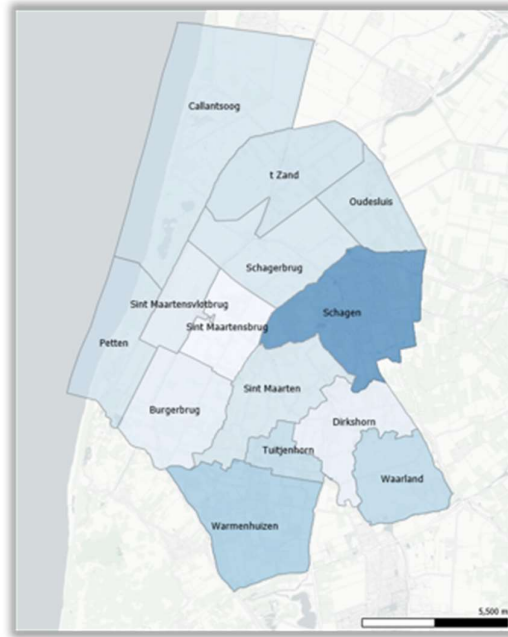 Callantsoog
t Zand
Oudesluis
Schagerbrug
Sint Maartensvlotbrug
Schagen
Sint Maartensbrug
Petten
Sint Maarten
Burgerbrug
Dirkshorn
Tuitjenhorn
Waarland
Warmenhuizen
5,500 m